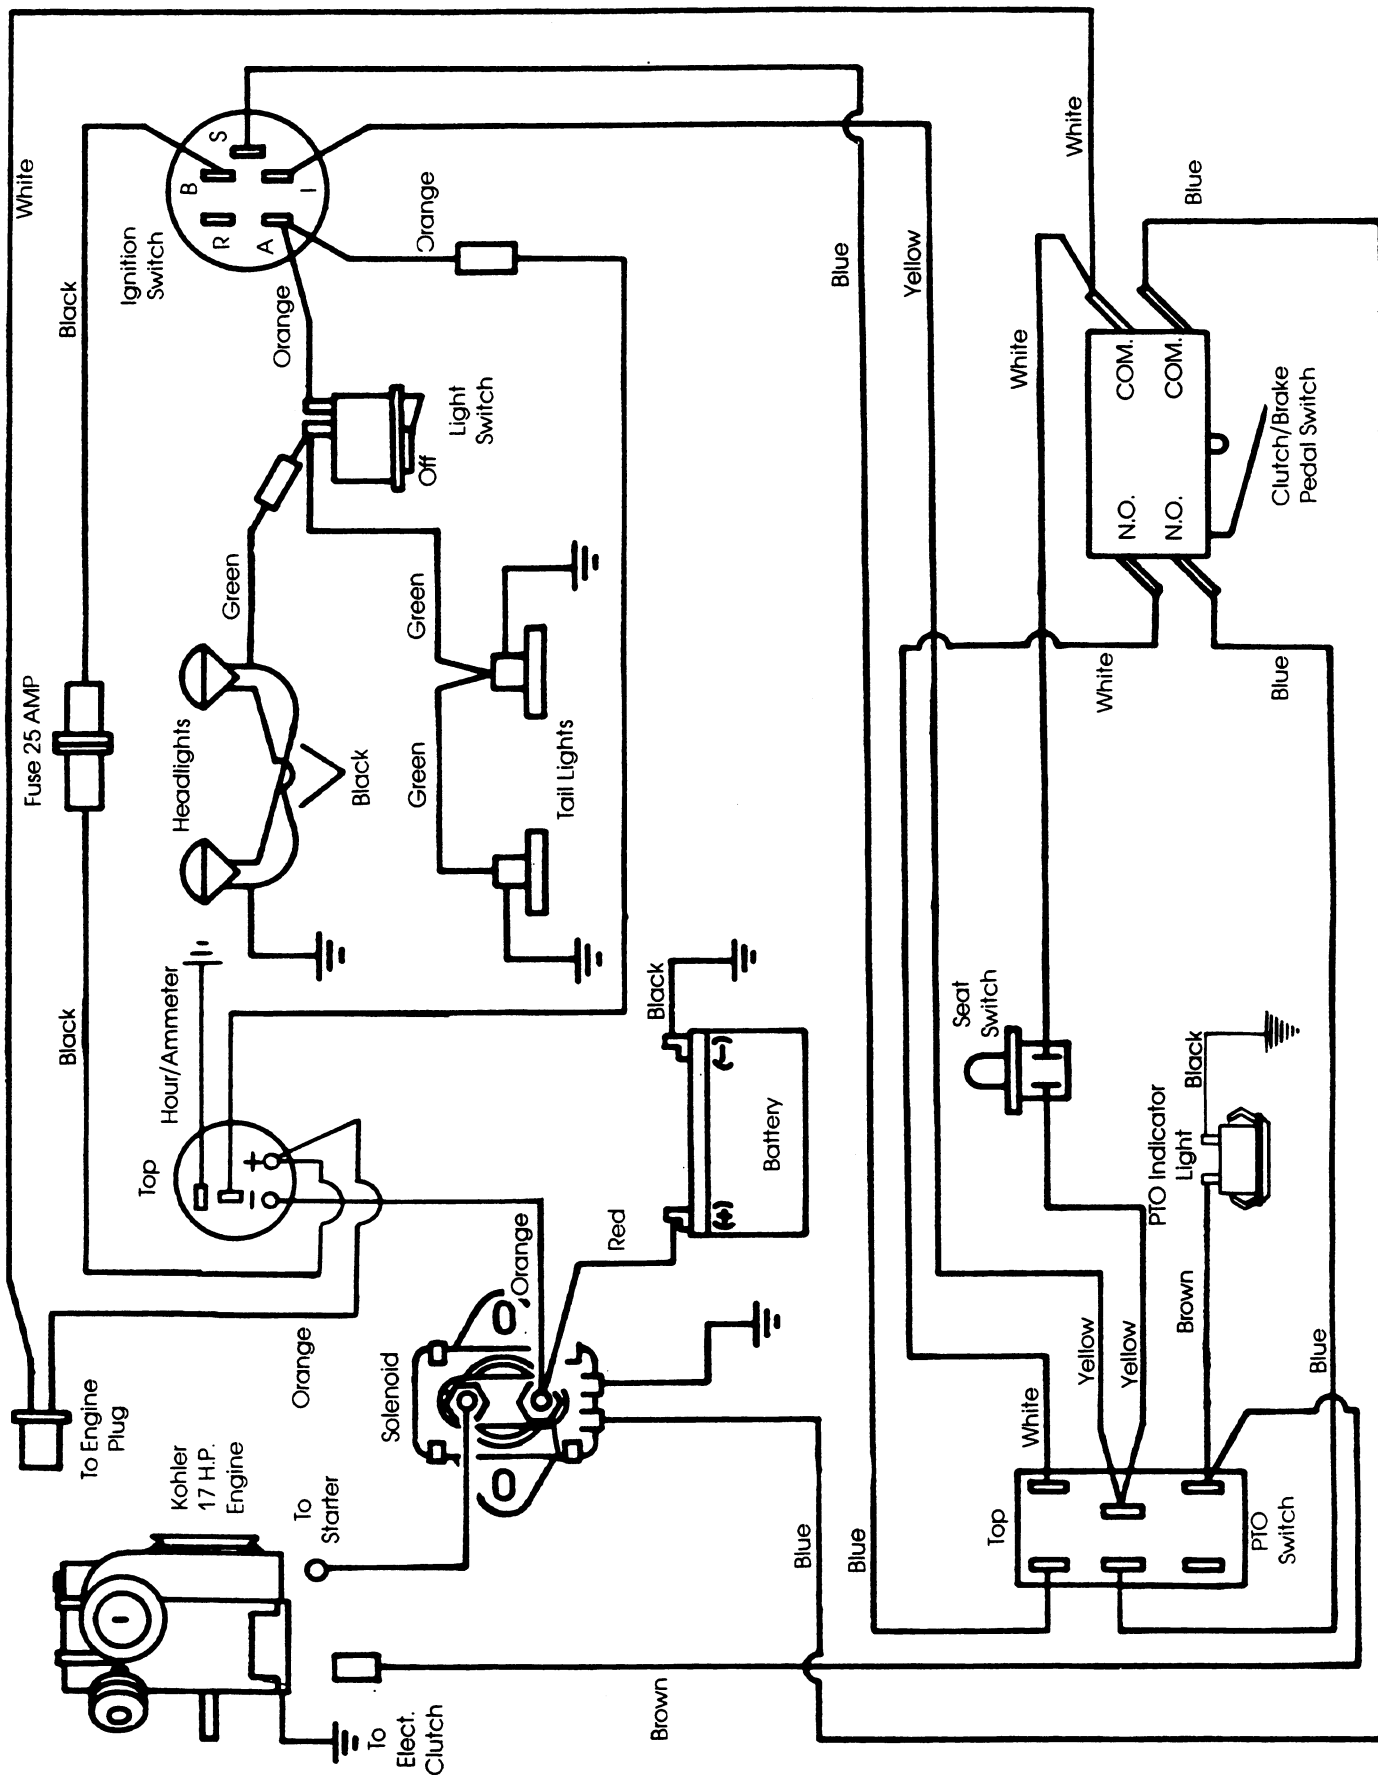 White
Black
Fuse 25 AMP
Black
Ignition
Switch
B
S
R
A
I
Orange
Orange
Light
Switch
Off
Green
Headlights
Black
Green
Green
Tail Lights
Hour/Ammeter
Top
+
−
To Engine
Plug
Orange
Kohler
17 H.P.
Engine
To
Starter
Solenoid
Orange
Red
Black
(−)
(+)
Battery
To
Elect.
Clutch
Brown
Blue
Blue
Blue
Yellow
White
White
Blue
COM.
COM.
N.O.
N.O.
Clutch/Brake
Pedal Switch
White
Blue
Seat
Switch
Black
PTO Indicator
Light
Brown
Yellow
Yellow
White
Blue
Top
PTO
Switch